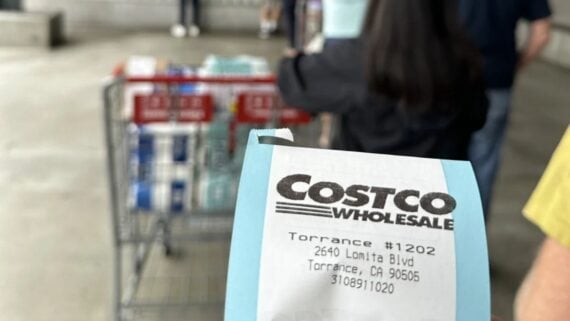 COSTCO
WHOLESALE
Torrance #1202
2640 Lomita Blvd
Torrance, CA 90505
3108911020